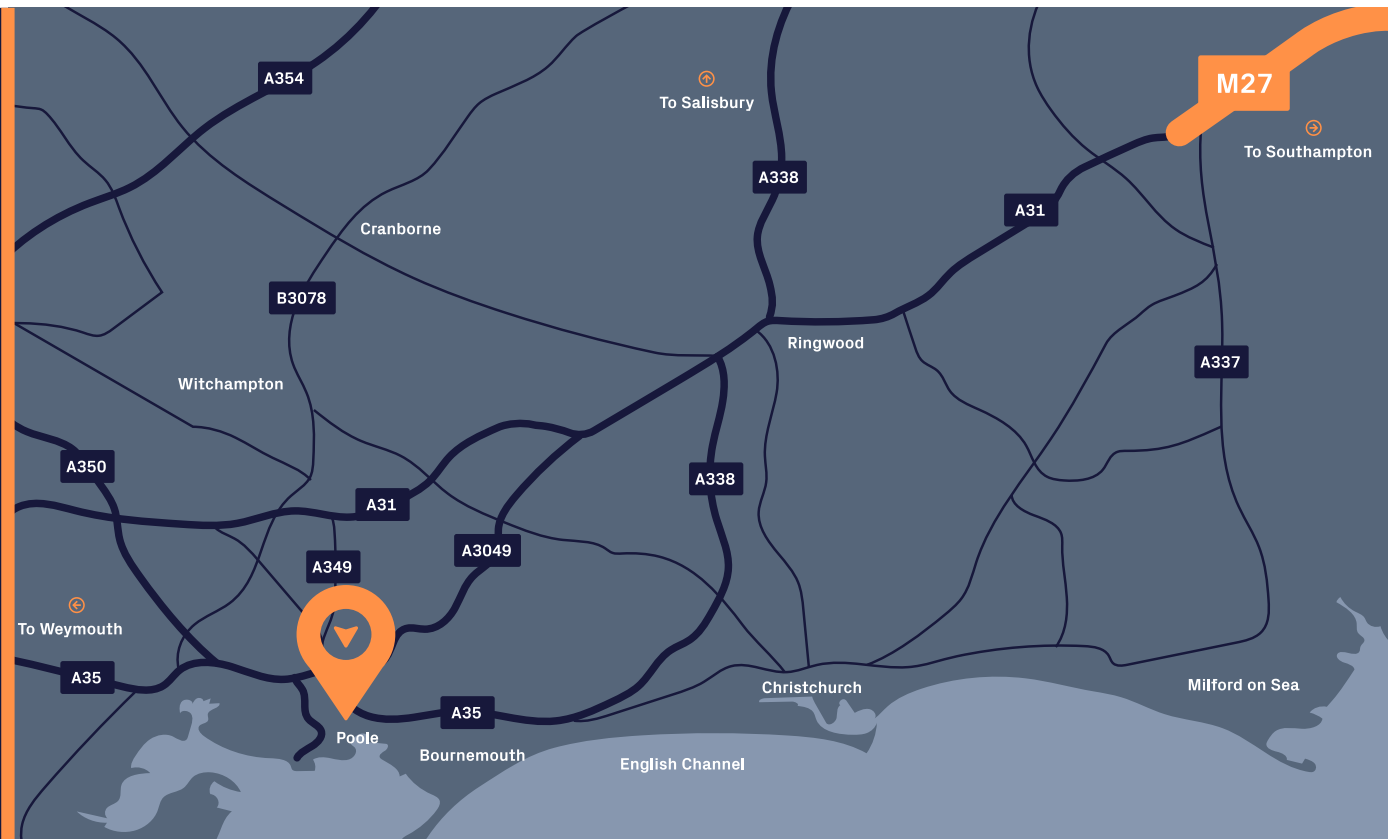 A354
To Salisbury
M27
To Southampton
A338
A31
Cranborne
B3078
Ringwood
A337
Witchampton
A350
A338
A31
A3049
A349
To Weymouth
A35
Christchurch
Milford on Sea
A35
Poole
Bournemouth
English Channel